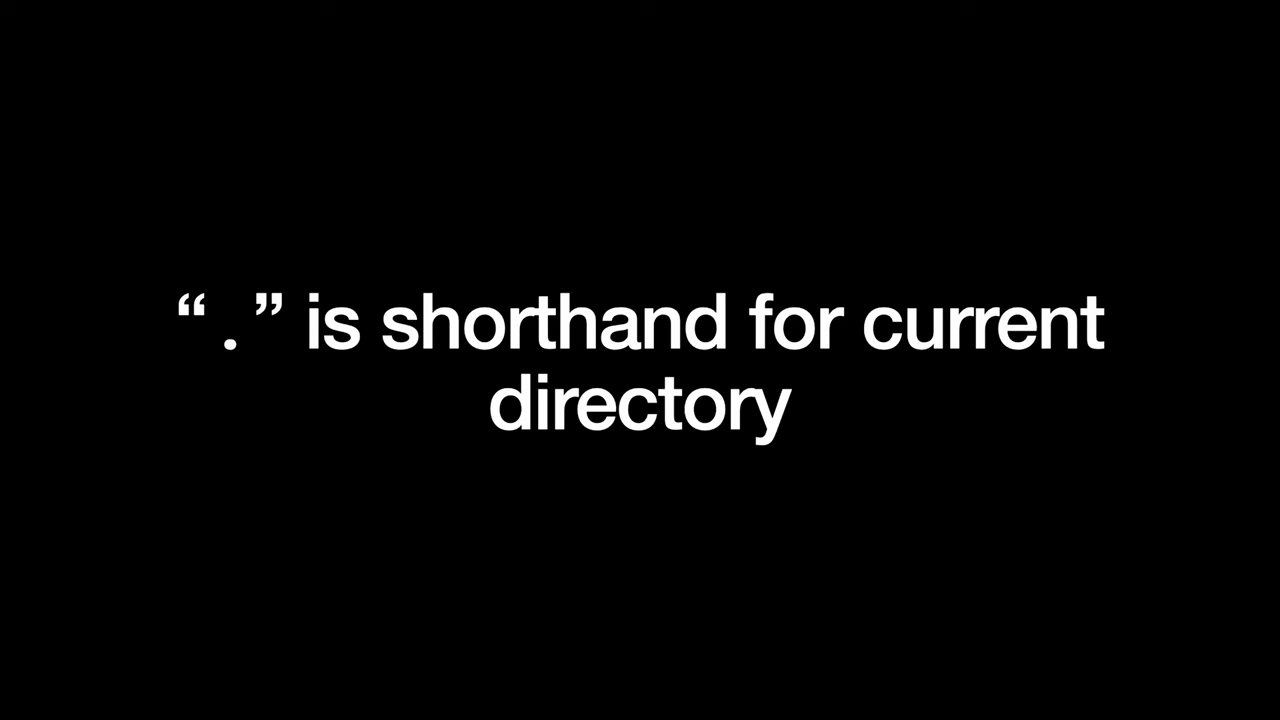 “ . ” is shorthand for current
directory